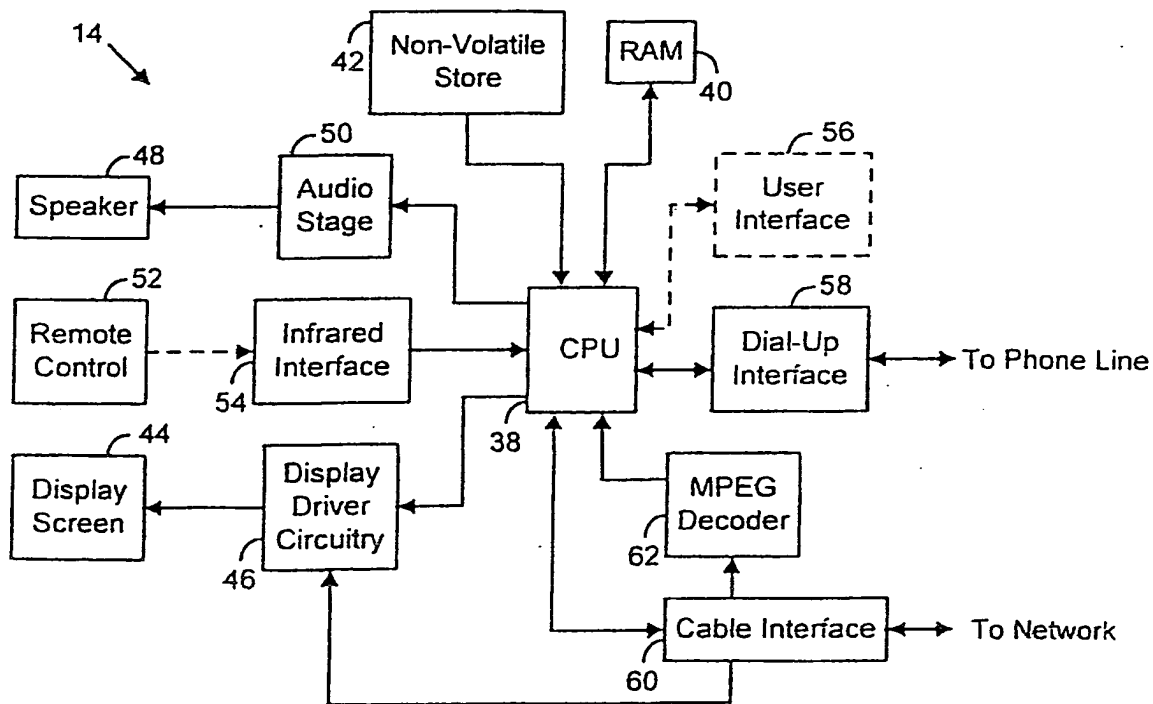 14
42
Non-Volatile
Store
RAM
40
50
56
48
Speaker
Audio
Stage
User
Interface
52
58
Remote
Control
54
Infrared
Interface
CPU
38
Dial-Up
Interface
To Phone Line
44
Display
Screen
Display
Driver
Circuitry
46
MPEG
Decoder
62
Cable Interface
60
To Network